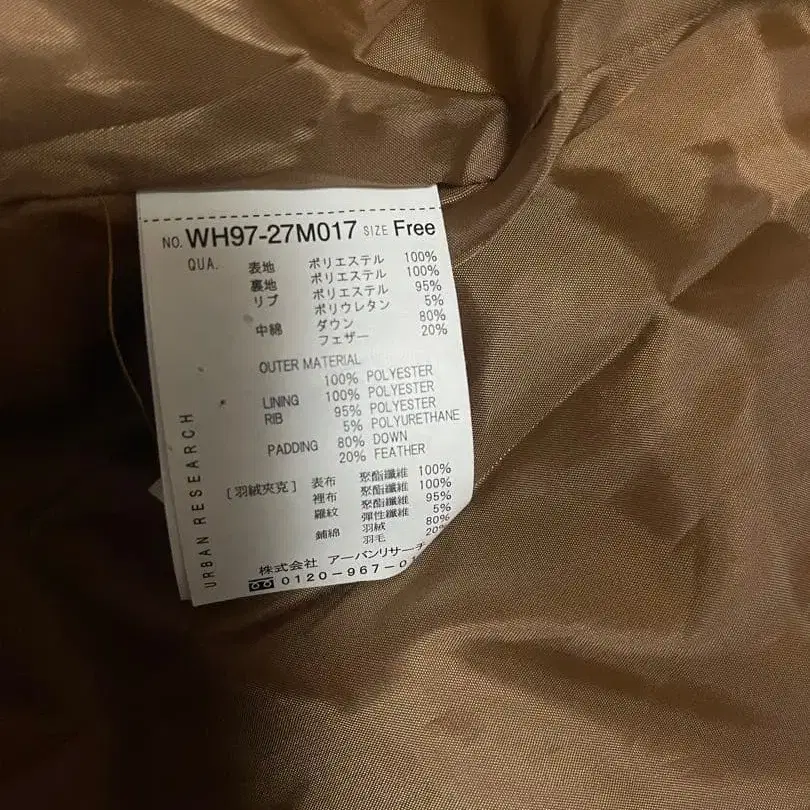 NO. WH97-27M017 SIZE Free
QUA. 表地 ポリエステル 100%
裏地 ポリエステル 100%
リブ ポリエステル 95%
ポリウレタン 5%
中綿 ダウン 80%
フェザー 20%
OUTER MATERIAL
100% POLYESTER
LINING 100% POLYESTER
RIB 95% POLYESTER
5% POLYURETHANE
PADDING 80% DOWN
20% FEATHER
[羽絨夾克] 表布 聚酯纖維 100%
裡布 聚酯纖維 100%
羅紋 聚酯纖維 95%
彈性纖維 5%
鋪綿 羽絨 80%
羽毛 20%
株式会社 アーバンリサーチ
0120-967-0
URBAN RESEARCH